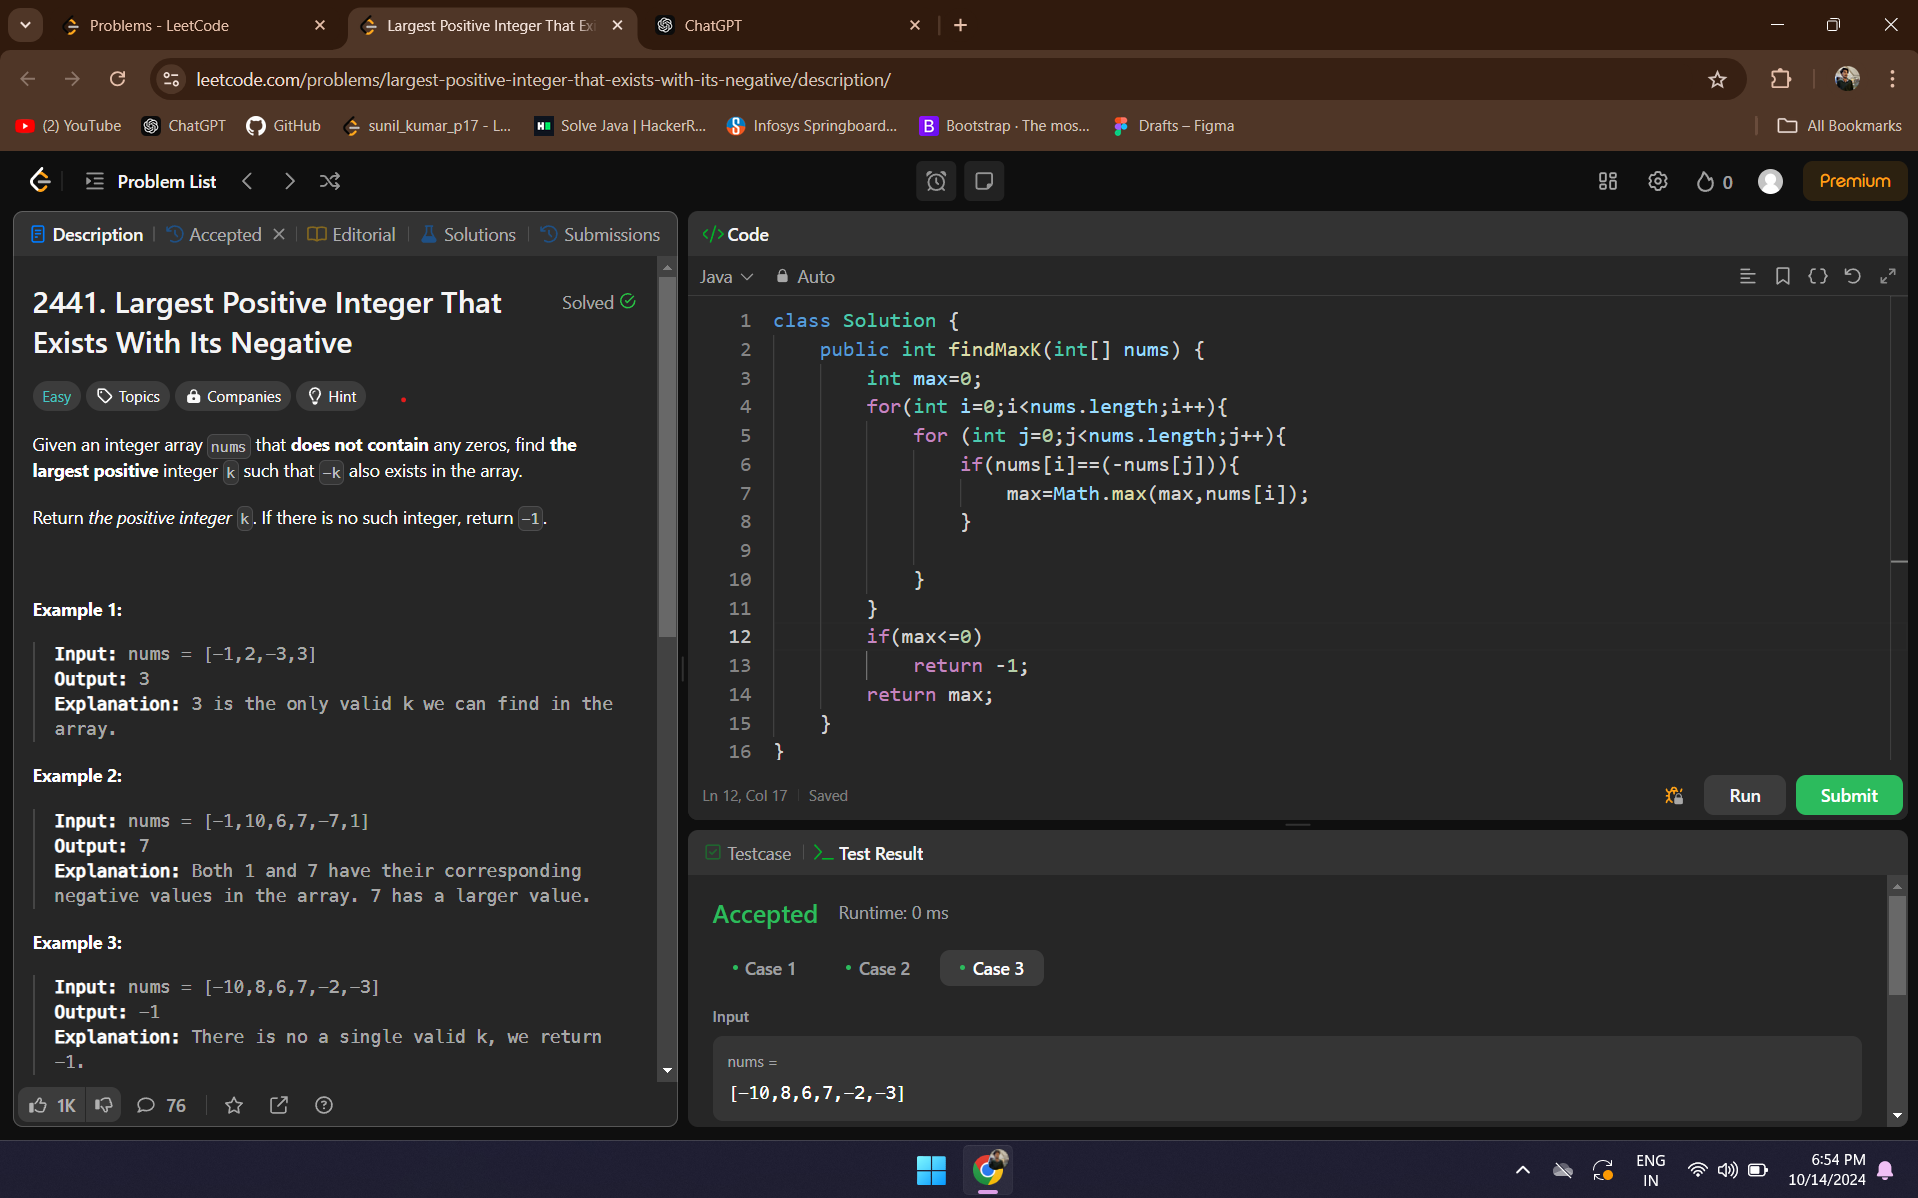 Problems - LeetCode
Largest Positive Integer That Exi
ChatGPT
leetcode.com/problems/largest-positive-integer-that-exists-with-its-negative/description/
(2) YouTube
ChatGPT
GitHub
sunil_kumar_p17 - L...
Solve Java | HackerR...
Infosys Springboard...
Bootstrap · The mos...
Drafts – Figma
All Bookmarks
Problem List
0
Premium
Description
Accepted
Editorial
Solutions
Submissions
2441. Largest Positive Integer That
Exists With Its Negative
Solved
Easy
Topics
Companies
Hint
Given an integer array nums that does not contain any zeros, find the
largest positive integer k such that -k also exists in the array.
Return the positive integer k. If there is no such integer, return -1.
Example 1:
Input: nums = [-1,2,-3,3]
Output: 3
Explanation: 3 is the only valid k we can find in the
array.
Example 2:
Input: nums = [-1,10,6,7,-7,1]
Output: 7
Explanation: Both 1 and 7 have their corresponding
negative values in the array. 7 has a larger value.
Example 3:
Input: nums = [-10,8,6,7,-2,-3]
Output: -1
Explanation: There is no a single valid k, we return
-1.
1K
76
</> Code
Java
Auto
1 class Solution {
2 public int findMaxK(int[] nums) {
3 int max=0;
4 for(int i=0;i<nums.length;i++){
5 for (int j=0;j<nums.length;j++){
6 if(nums[i]==(-nums[j])){
7 max=Math.max(max,nums[i]);
8 }
9
10 }
11 }
12 if(max<=0)
13 return -1;
14 return max;
15 }
16 }
Ln 12, Col 17
Saved
Run
Submit
Testcase
Test Result
Accepted
Runtime: 0 ms
Case 1
Case 2
Case 3
Input
nums =
[-10,8,6,7,-2,-3]
ENG
IN
6:54 PM
10/14/2024